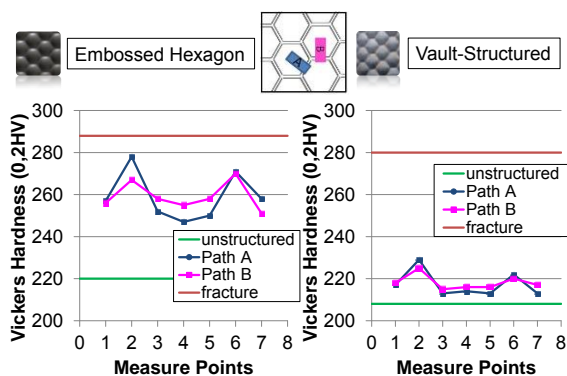 Embossed Hexagon
A
B
Vault-Structured
Vickers Hardness (0,2HV)
300
280
260
240
220
200
unstructured
Path A
Path B
fracture
0 1 2 3 4 5 6 7 8
Measure Points
Vickers Hardness (0,2HV)
300
280
260
240
220
200
unstructured
Path A
Path B
fracture
0 1 2 3 4 5 6 7 8
Measure Points